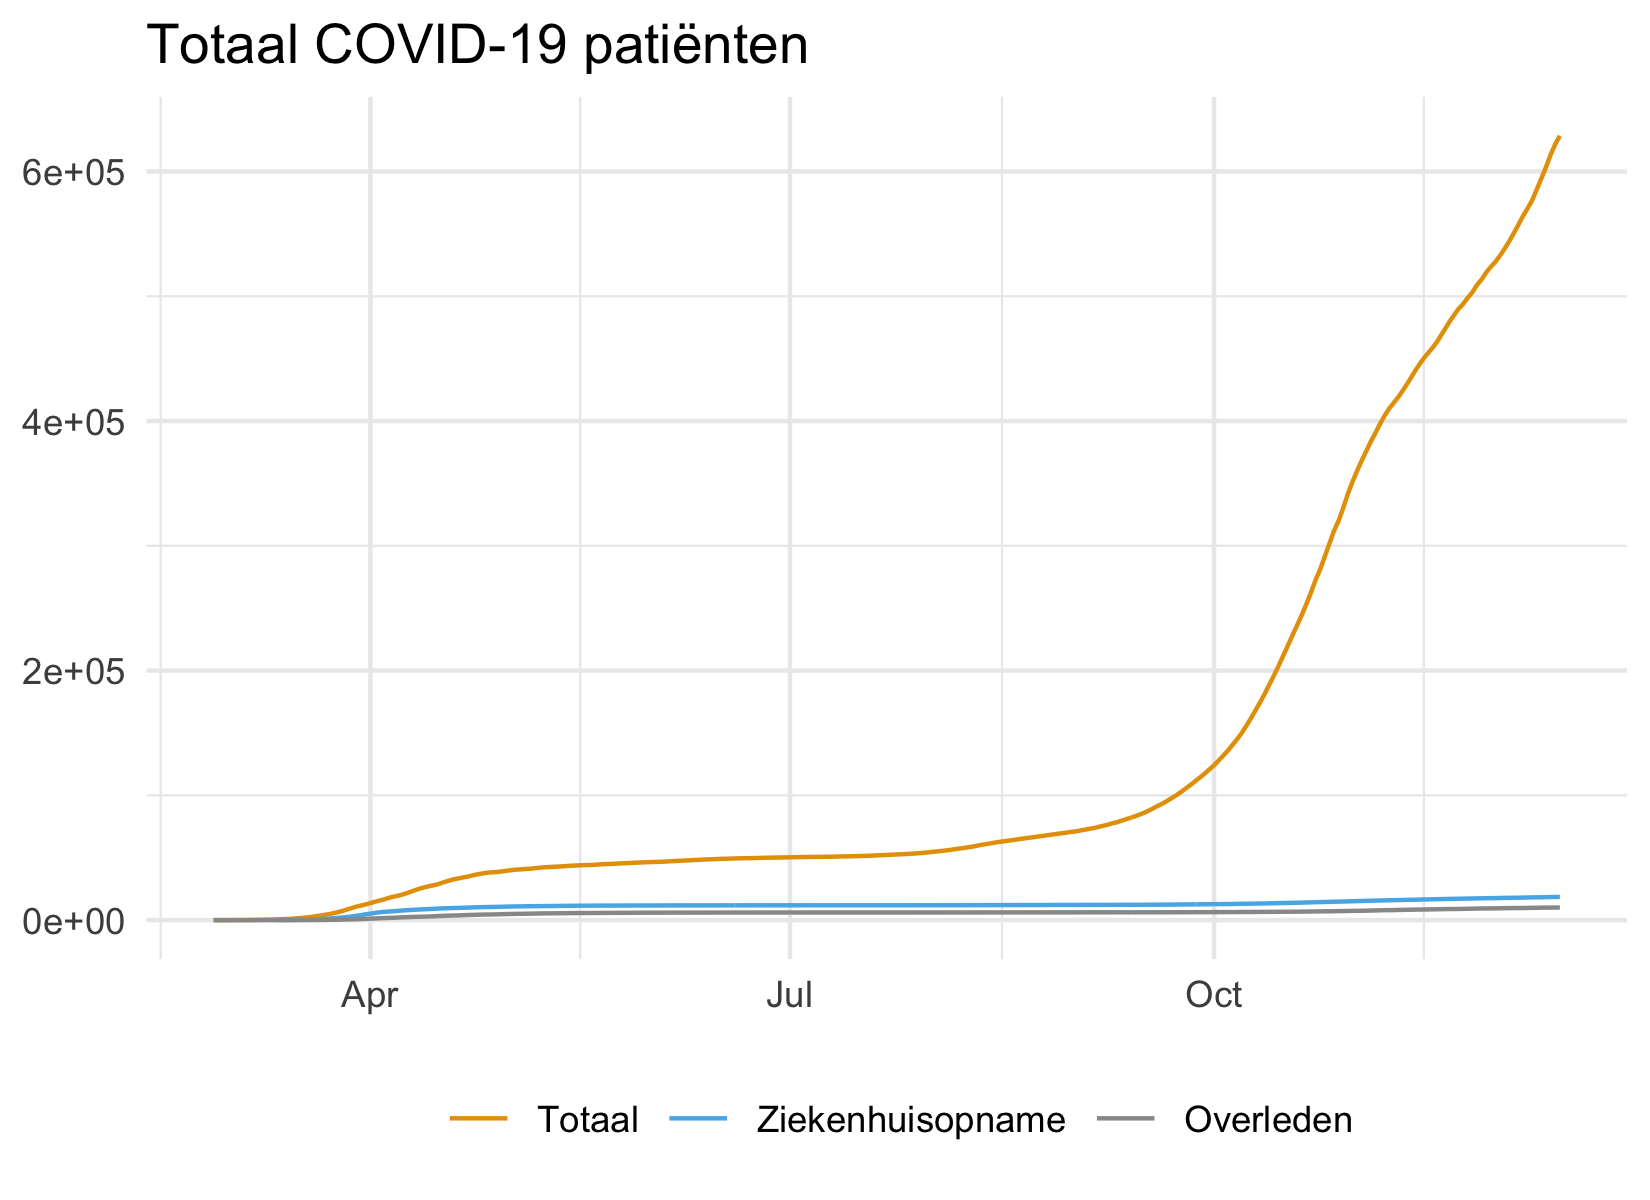 Totaal COVID-19 patiënten
6e+05
4e+05
2e+05
0e+00
Apr Jul Oct
Totaal Ziekenhuisopname Overleden